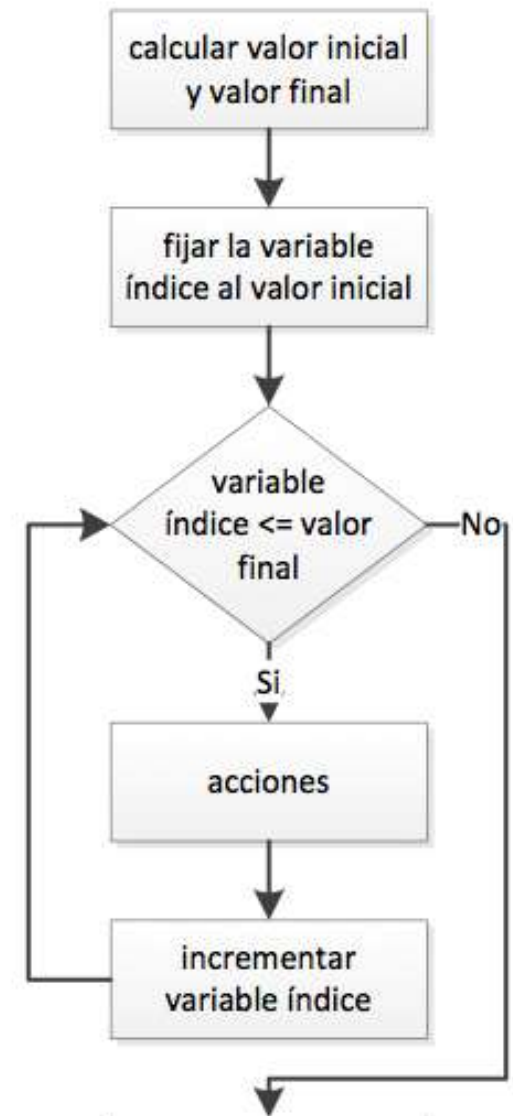 calcular valor inicial
y valor final
fijar la variable
índice al valor inicial
variable
índice <= valor
final
No
Si
acciones
incrementar
variable índice